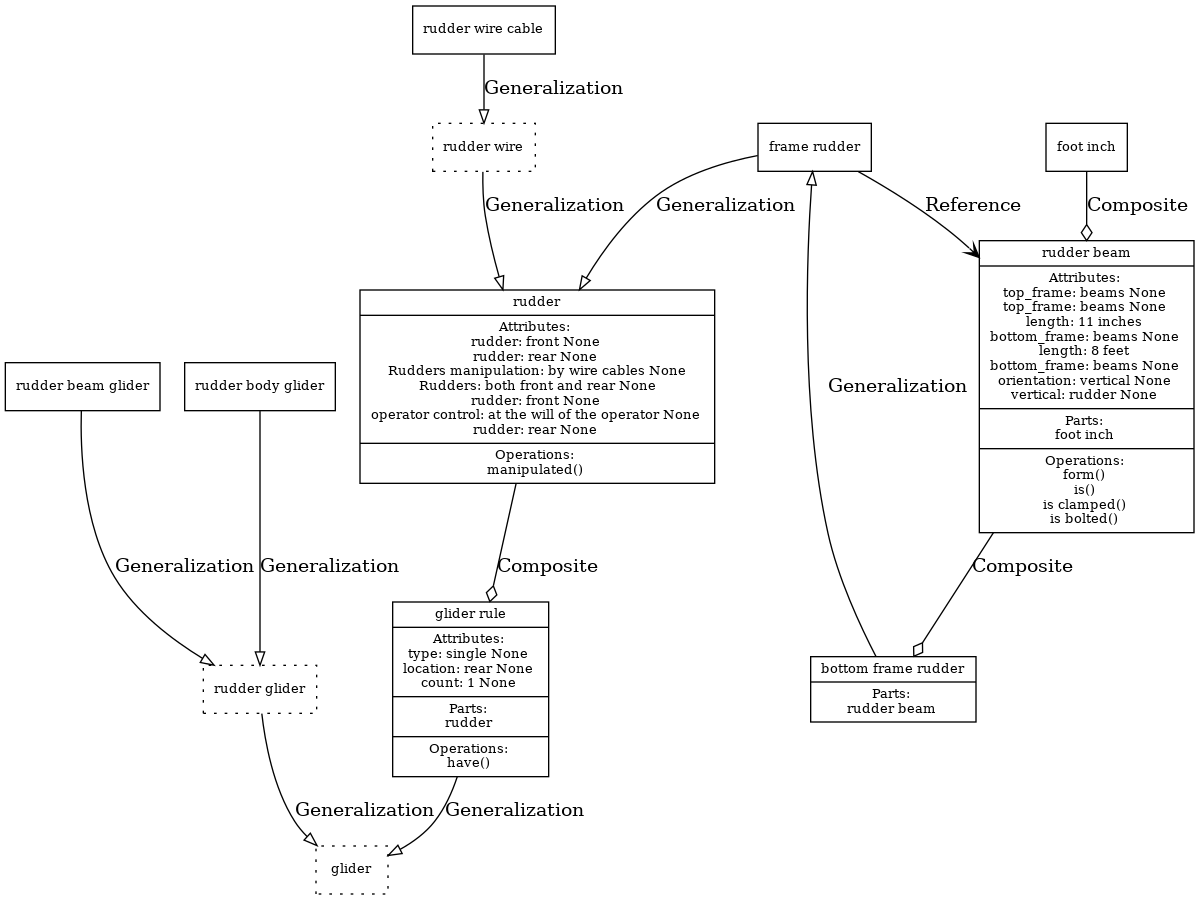 rudder wire cable
Generalization
rudder wire
frame rudder
foot inch
Generalization
Generalization
Reference
Composite
rudder beam
Attributes:
top_frame: beams None
top_frame: beams None
length: 11 inches
bottom_frame: beams None
length: 8 feet
bottom_frame: beams None
orientation: vertical None
vertical: rudder None
Parts:
foot inch
Operations:
form()
is()
is clamped()
is bolted()
rudder
Attributes:
rudder: front None
rudder: rear None
Rudders manipulation: by wire cables None
Rudders: both front and rear None
rudder: front None
operator control: at the will of the operator None
rudder: rear None
Operations:
manipulated()
rudder beam glider
rudder body glider
Generalization
Generalization
Generalization
Composite
Composite
glider rule
Attributes:
type: single None
location: rear None
count: 1 None
Parts:
rudder
Operations:
have()
bottom frame rudder
Parts:
rudder beam
rudder glider
Generalization
Generalization
glider